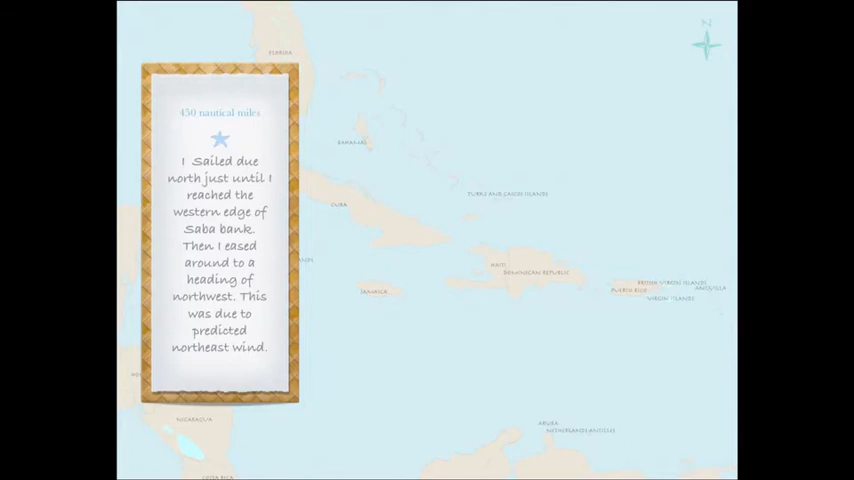 N
FLORIDA
450 nautical miles
I Sailed due
north just until I
reached the
western edge of
Saba bank.
Then I eased
around to a
heading of
northwest. This
was due to
predicted
northeast wind.
BAHAMAS
TURKS AND CAICOS ISLANDS
CUBA
HAITI
DOMINICAN REPUBLIC
JAMAICA
BRITISH VIRGIN ISLANDS
PUERTO RICO
ANGUILLA
VIRGIN ISLANDS
NICARAGUA
ARUBA
NETHERLANDS ANTILLES
COSTA RICA